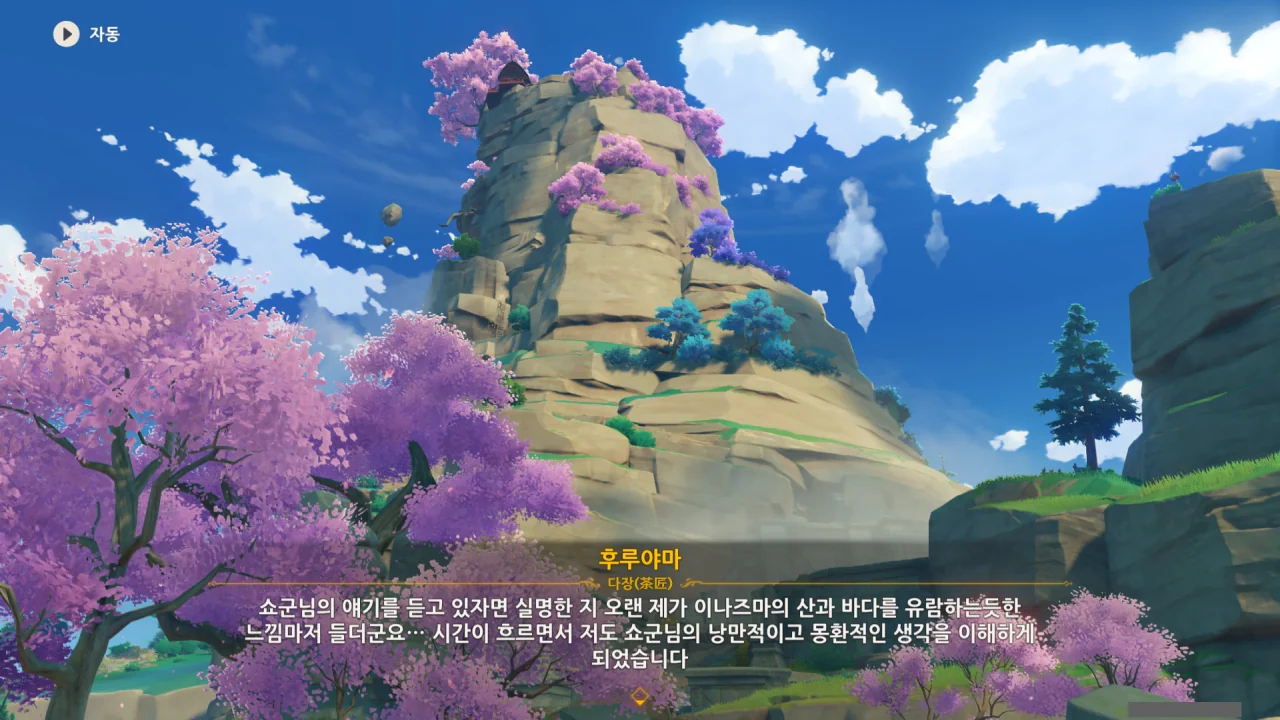 자동
후루야마
다장(茶匠)
쇼군님의 얘기를 듣고 있자면 실명한 지 오랜 제가 이나즈마의 산과 바다를 유람하는듯한
느낌마저 들더군요… 시간이 흐르면서 저도 쇼군님의 낭만적이고 몽환적인 생각을 이해하게
되었습니다